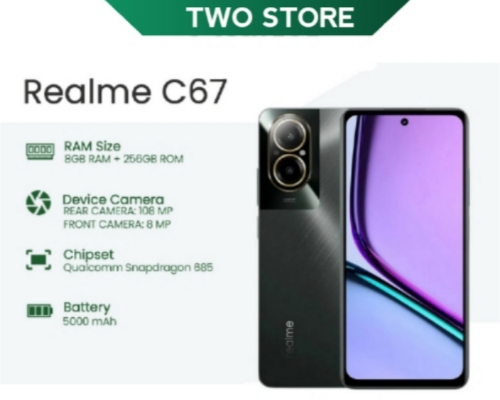 TWO STORE
Realme C67
RAM Size
8GB RAM + 256GB ROM
Device Camera
REAR CAMERA: 108 MP
FRONT CAMERA: 8 MP
Chipset
Qualcomm Snapdragon 685
Battery
5000 mAh
realme